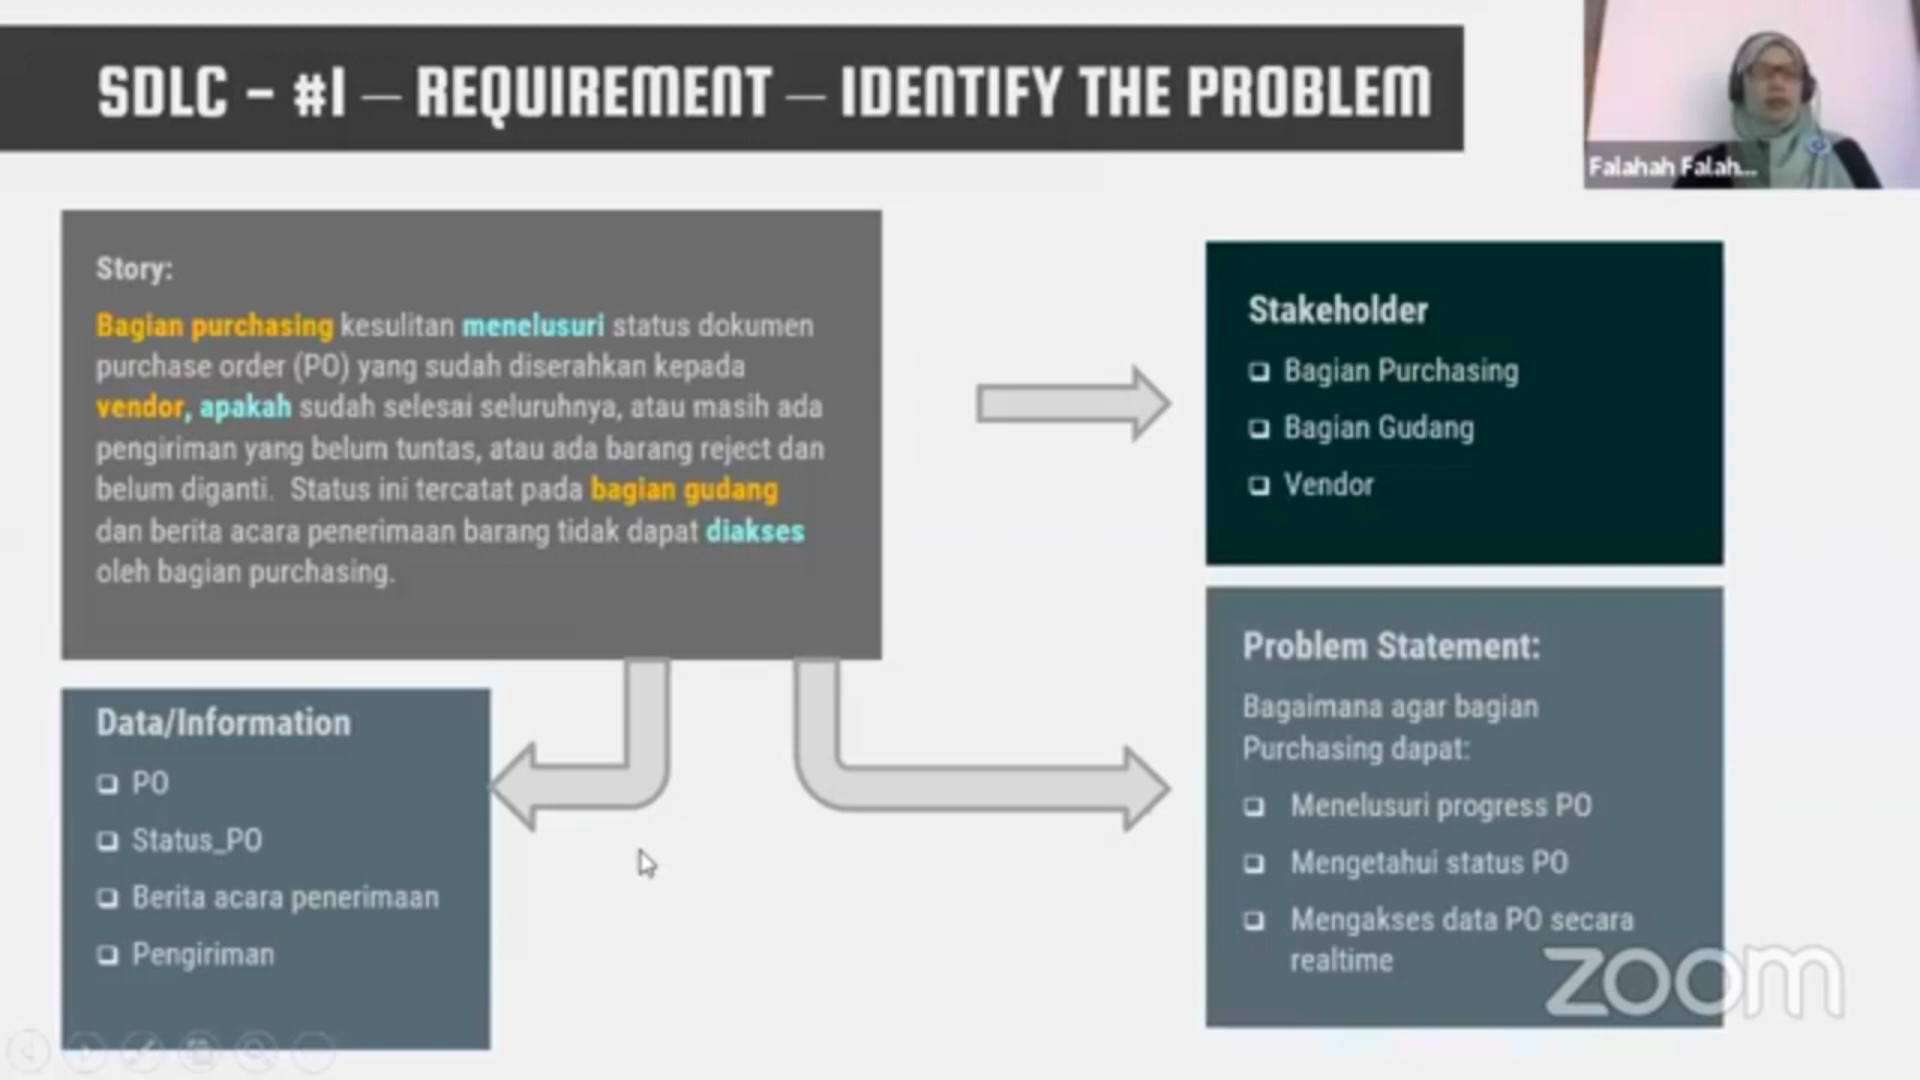 SDLC – #1 – REQUIREMENT – IDENTIFY THE PROBLEM
Falahah Falah...
Story:
Bagian purchasing kesulitan menelusuri status dokumen
purchase order (PO) yang sudah diserahkan kepada
vendor, apakah sudah selesai seluruhnya, atau masih ada
pengiriman yang belum tuntas, atau ada barang reject dan
belum diganti. Status ini tercatat pada bagian gudang
dan berita acara penerimaan barang tidak dapat diakses
oleh bagian purchasing.
Stakeholder
Bagian Purchasing
Bagian Gudang
Vendor
Data/Information
PO
Status_PO
Berita acara penerimaan
Pengiriman
Problem Statement:
Bagaimana agar bagian
Purchasing dapat:
Menelusuri progress PO
Mengetahui status PO
Mengakses data PO secara
realtime
zoom